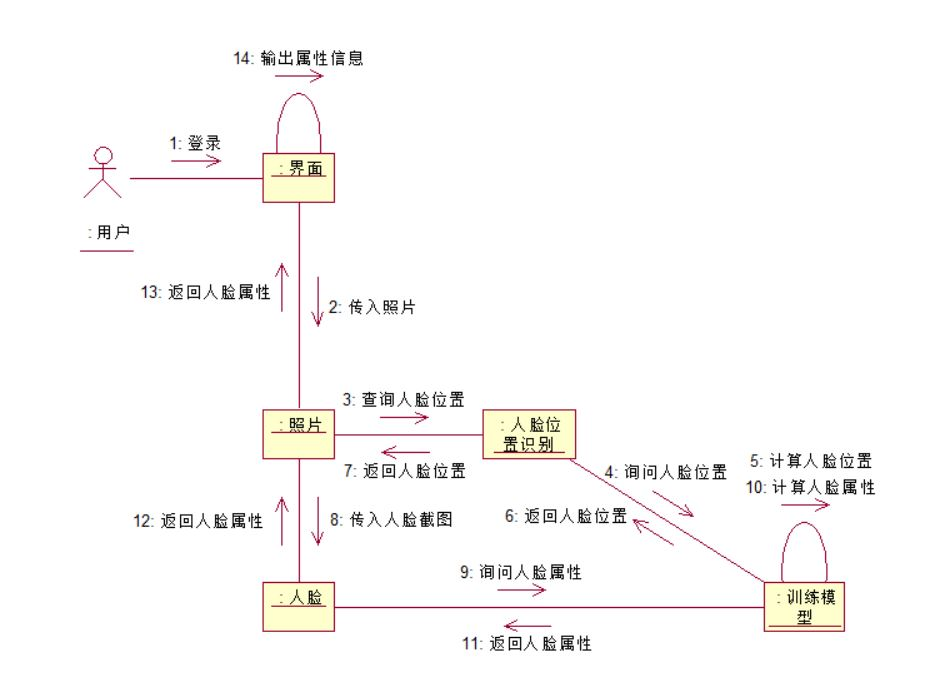 14: 输出属性信息
1: 登录
: 界面
: 用户
13: 返回人脸属性
2: 传入照片
3: 查询人脸位置
: 照片
: 人脸位
置识别
7: 返回人脸位置
4: 询问人脸位置
5: 计算人脸位置
10: 计算人脸属性
12: 返回人脸属性
8: 传入人脸截图
6: 返回人脸位置
9: 询问人脸属性
: 人脸
: 训练模
型
11: 返回人脸属性